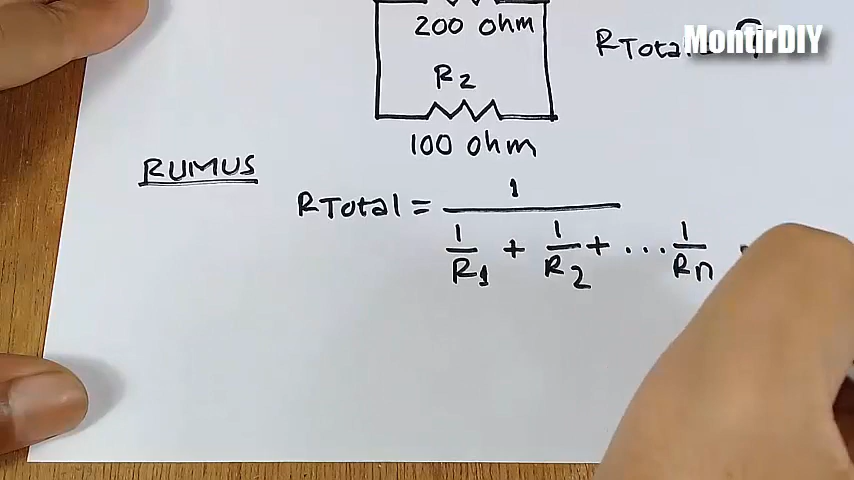 200 Ohm
RTotal =
MontirDIY
R2
100 Ohm
RUMUS
RTotal = 1
1 + 1 + ... 1
R1 R2 Rn